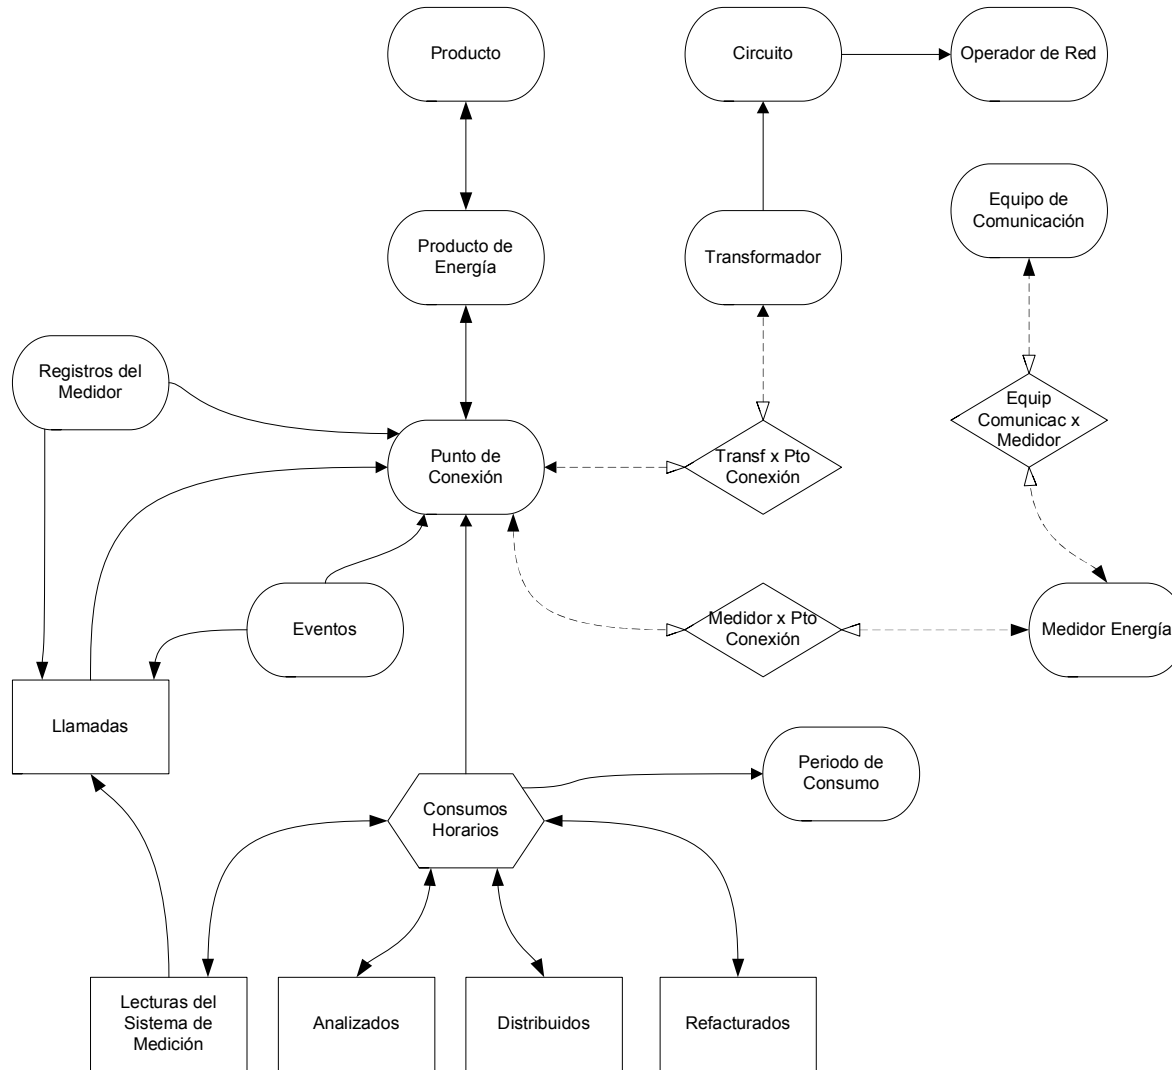 Producto
Circuito
Operador de Red
Equipo de
Comunicación
Producto de
Energía
Transformador
Registros del
Medidor
Equip
Comunicac x
Medidor
Punto de
Conexión
Transf x Pto
Conexión
Eventos
Medidor x Pto
Conexión
Medidor Energía
Llamadas
Periodo de
Consumo
Consumos
Horarios
Lecturas del
Sistema de
Medición
Analizados
Distribuidos
Refacturados